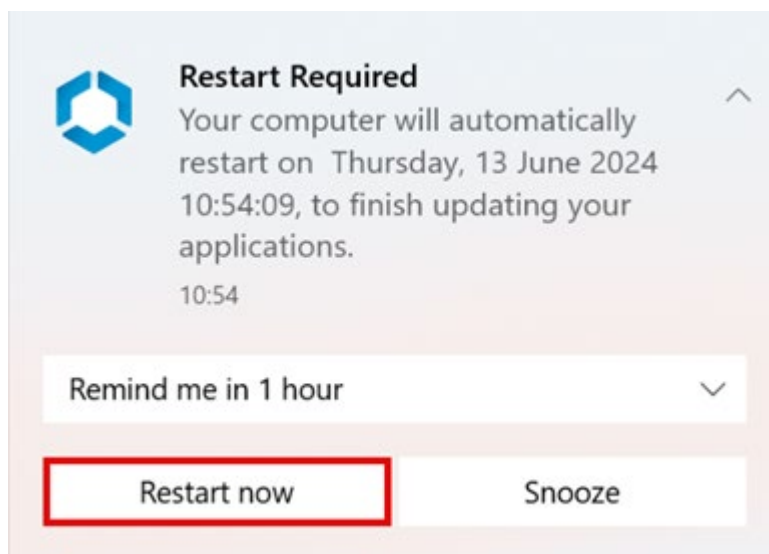 Restart Required
Your computer will automatically
restart on Thursday, 13 June 2024
10:54:09, to finish updating your
applications.
10:54
Remind me in 1 hour
Restart now
Snooze